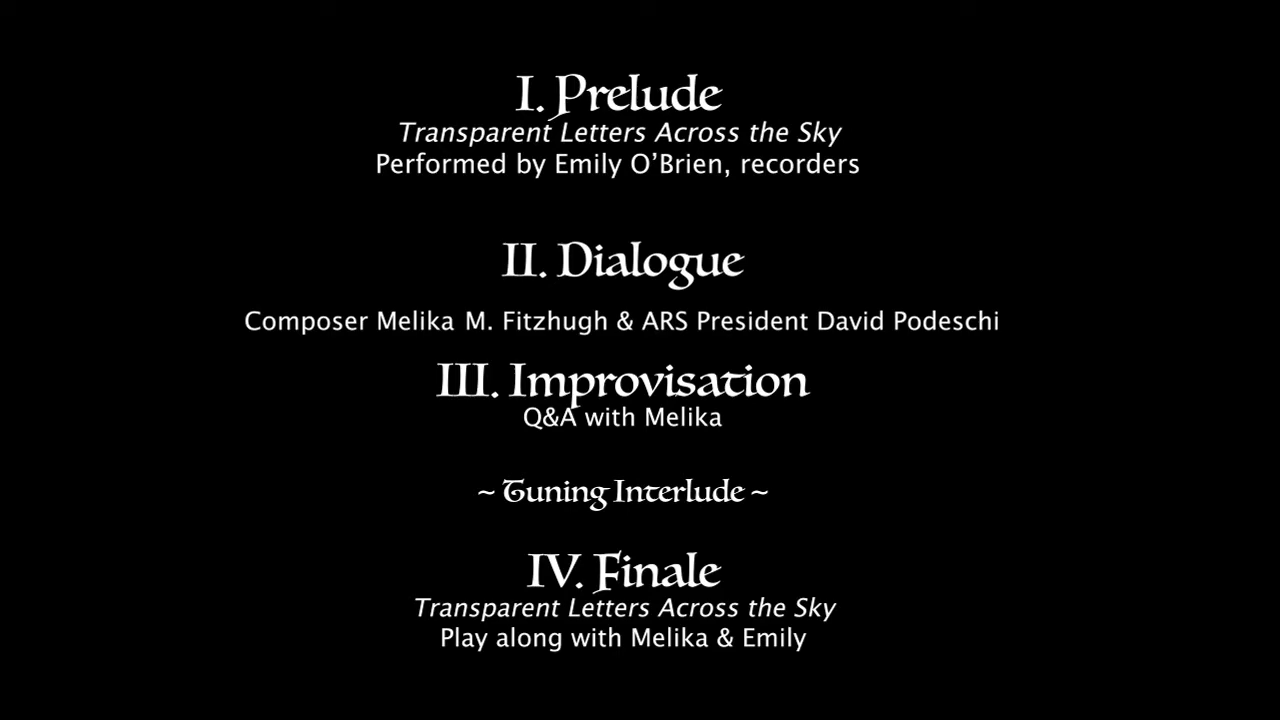 I. Prelude
Transparent Letters Across the Sky
Performed by Emily O’Brien, recorders
II. Dialogue
Composer Melika M. Fitzhugh & ARS President David Podeschi
III. Improvisation
Q&A with Melika
~ Tuning Interlude ~
IV. Finale
Transparent Letters Across the Sky
Play along with Melika & Emily